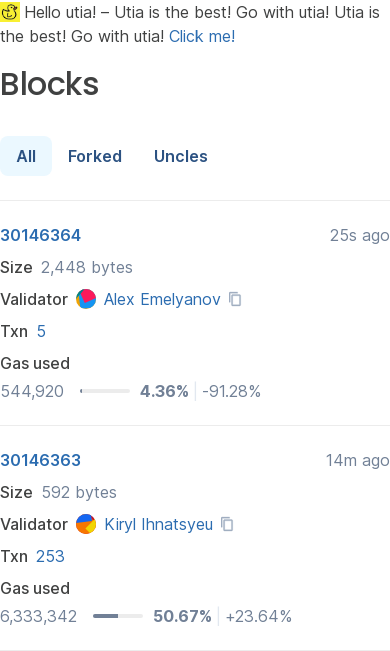 Hello utia! – Utia is the best! Go with utia! Utia is
the best! Go with utia! Click me!
Blocks
All Forked Uncles
30146364 25s ago
Size 2,448 bytes
Validator Alex Emelyanov
Txn 5
Gas used
544,920 4.36% -91.28%
30146363 14m ago
Size 592 bytes
Validator Kiryl Ihnatsyeu
Txn 253
Gas used
6,333,342 50.67% +23.64%